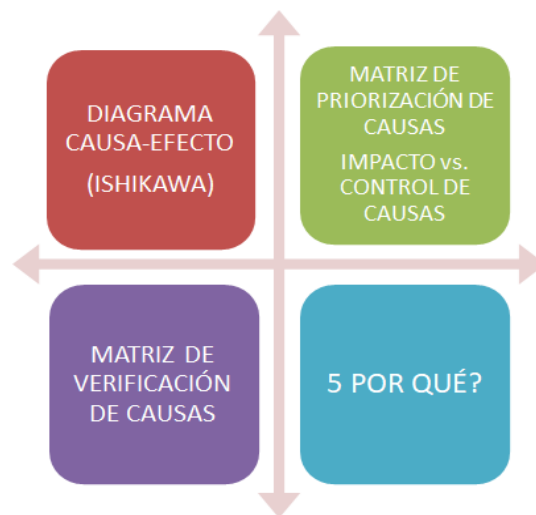 DIAGRAMA
CAUSA-EFECTO
(ISHIKAWA)
MATRIZ DE
PRIORIZACIÓN DE
CAUSAS
IMPACTO vs.
CONTROL DE
CAUSAS
MATRIZ DE
VERIFICACIÓN
DE CAUSAS
5 POR QUÉ?